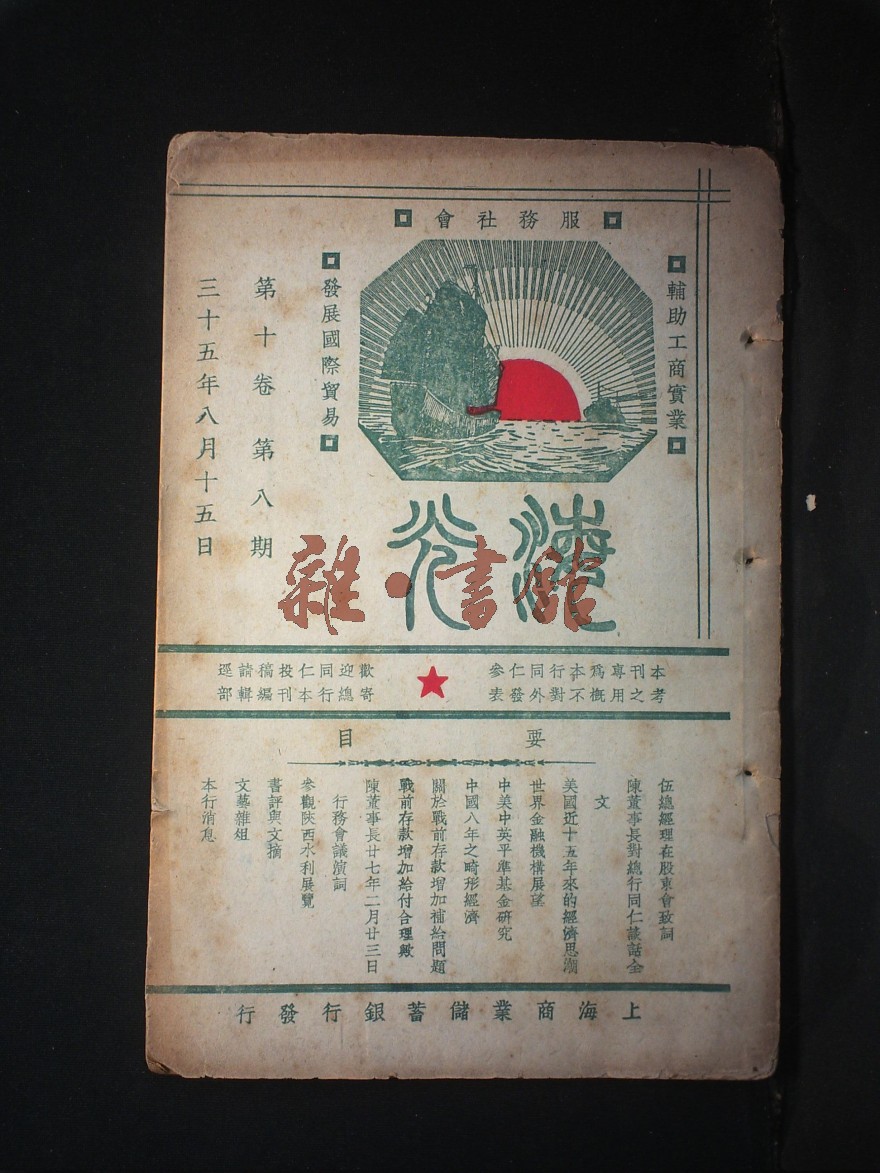 服務社會
輔助工商實業
發展國際貿易
海光
第十卷 第八期
三十五年八月十五日
雜·書館
本刊專爲本行同仁參
考之用概不對外發表
歡迎同仁投稿請逕
寄總行本刊編輯部
要目
伍總經理在股東會致詞
陳董事長對總行同仁談話全
文
美國近十五年來的經濟思潮
世界金融機構展望
中美中英平準基金研究
中國八年之畸形經濟
關於戰前存款增加補給問題
戰前存款增加給付合理數
陳董事長廿七年二月廿三日
行務會議演詞
參觀陝西水利展覽
書評與文摘
文藝雜組
本行消息
上海商業儲蓄銀行發行